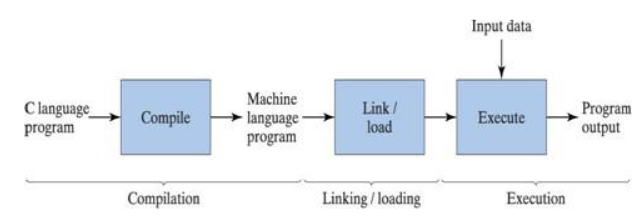 Input data
C language
program
Compile
Machine
language
program
Link /
load
Execute
Program
output
Compilation
Linking / loading
Execution